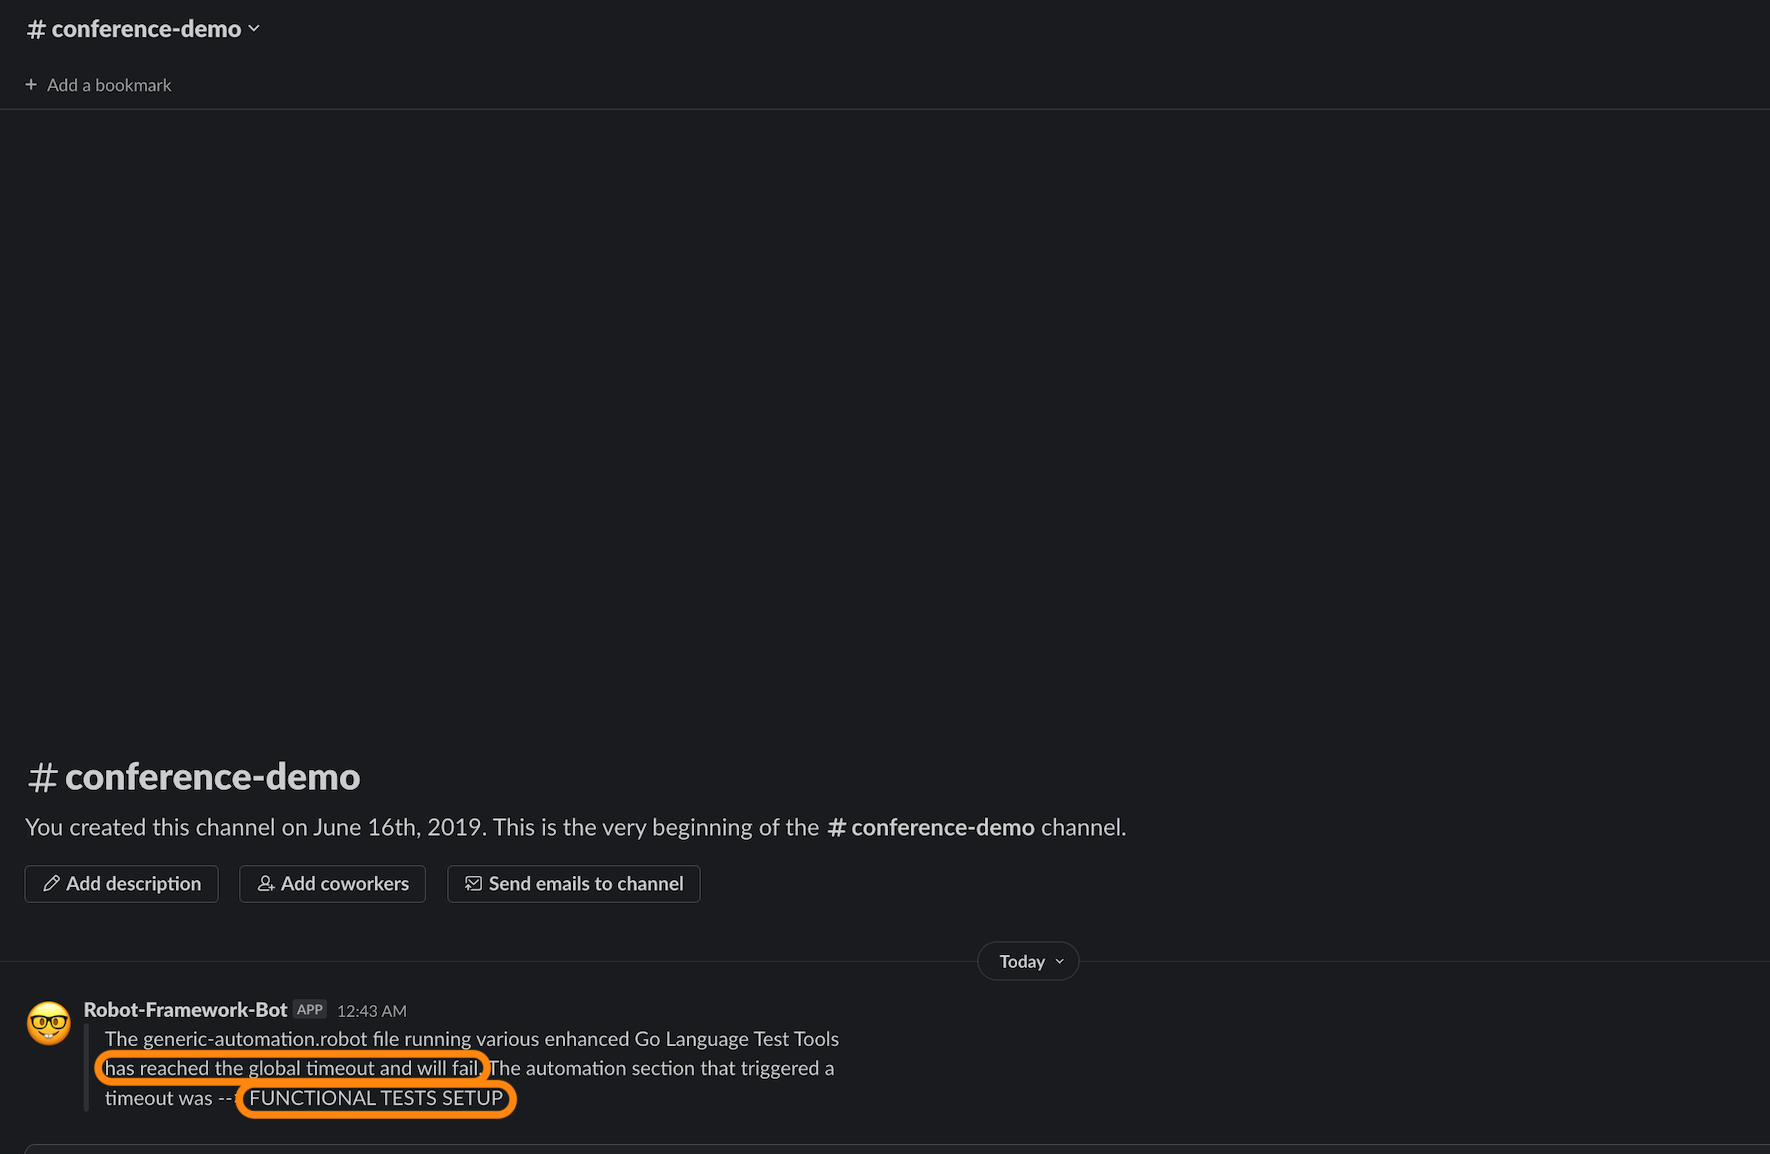 # conference-demo
+ Add a bookmark
# conference-demo
You created this channel on June 16th, 2019. This is the very beginning of the # conference-demo channel.
Add description
Add coworkers
Send emails to channel
Today
Robot-Framework-Bot APP 12:43 AM
The generic-automation.robot file running various enhanced Go Language Test Tools
has reached the global timeout and will fail. The automation section that triggered a
timeout was --> FUNCTIONAL TESTS SETUP